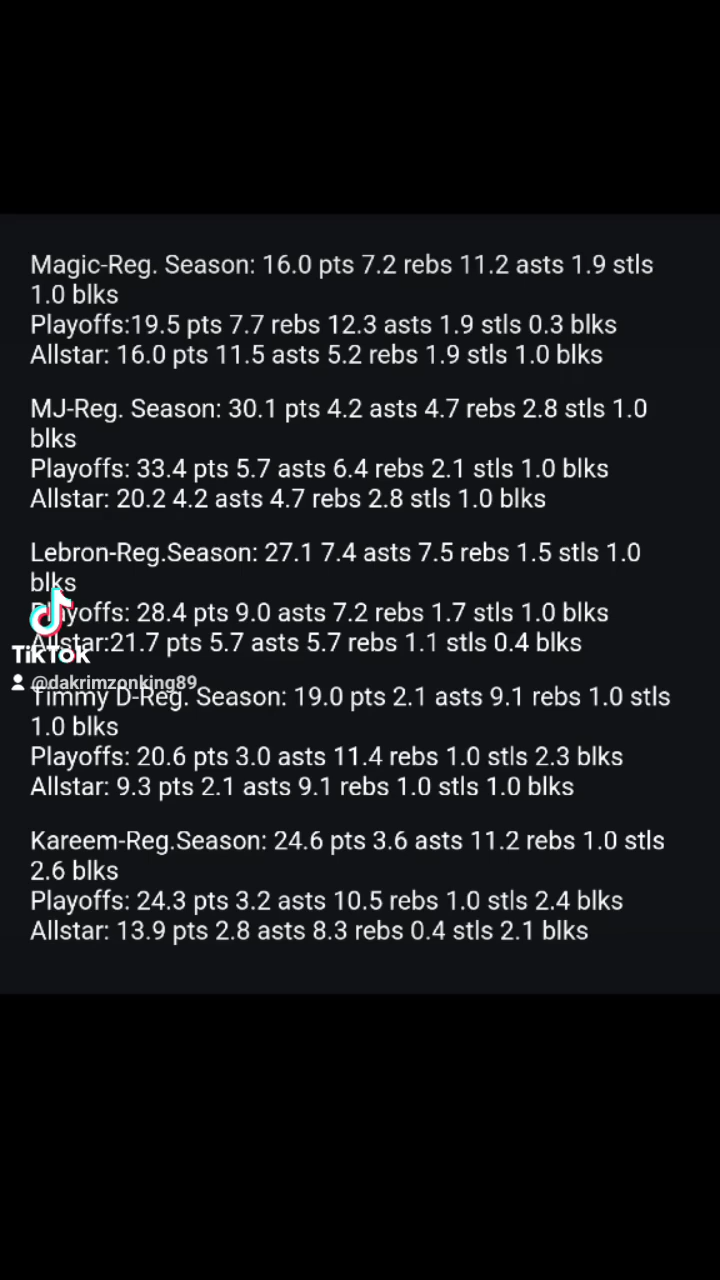 Magic-Reg. Season: 16.0 pts 7.2 rebs 11.2 asts 1.9 stls
1.0 blks
Playoffs:19.5 pts 7.7 rebs 12.3 asts 1.9 stls 0.3 blks
Allstar: 16.0 pts 11.5 asts 5.2 rebs 1.9 stls 1.0 blks
MJ-Reg. Season: 30.1 pts 4.2 asts 4.7 rebs 2.8 stls 1.0
blks
Playoffs: 33.4 pts 5.7 asts 6.4 rebs 2.1 stls 1.0 blks
Allstar: 20.2 4.2 asts 4.7 rebs 2.8 stls 1.0 blks
Lebron-Reg.Season: 27.1 7.4 asts 7.5 rebs 1.5 stls 1.0
blks
Playoffs: 28.4 pts 9.0 asts 7.2 rebs 1.7 stls 1.0 blks
Allstar:21.7 pts 5.7 asts 5.7 rebs 1.1 stls 0.4 blks
TikTok
@dakrimzonking89
Timmy D-Reg. Season: 19.0 pts 2.1 asts 9.1 rebs 1.0 stls
1.0 blks
Playoffs: 20.6 pts 3.0 asts 11.4 rebs 1.0 stls 2.3 blks
Allstar: 9.3 pts 2.1 asts 9.1 rebs 1.0 stls 1.0 blks
Kareem-Reg.Season: 24.6 pts 3.6 asts 11.2 rebs 1.0 stls
2.6 blks
Playoffs: 24.3 pts 3.2 asts 10.5 rebs 1.0 stls 2.4 blks
Allstar: 13.9 pts 2.8 asts 8.3 rebs 0.4 stls 2.1 blks